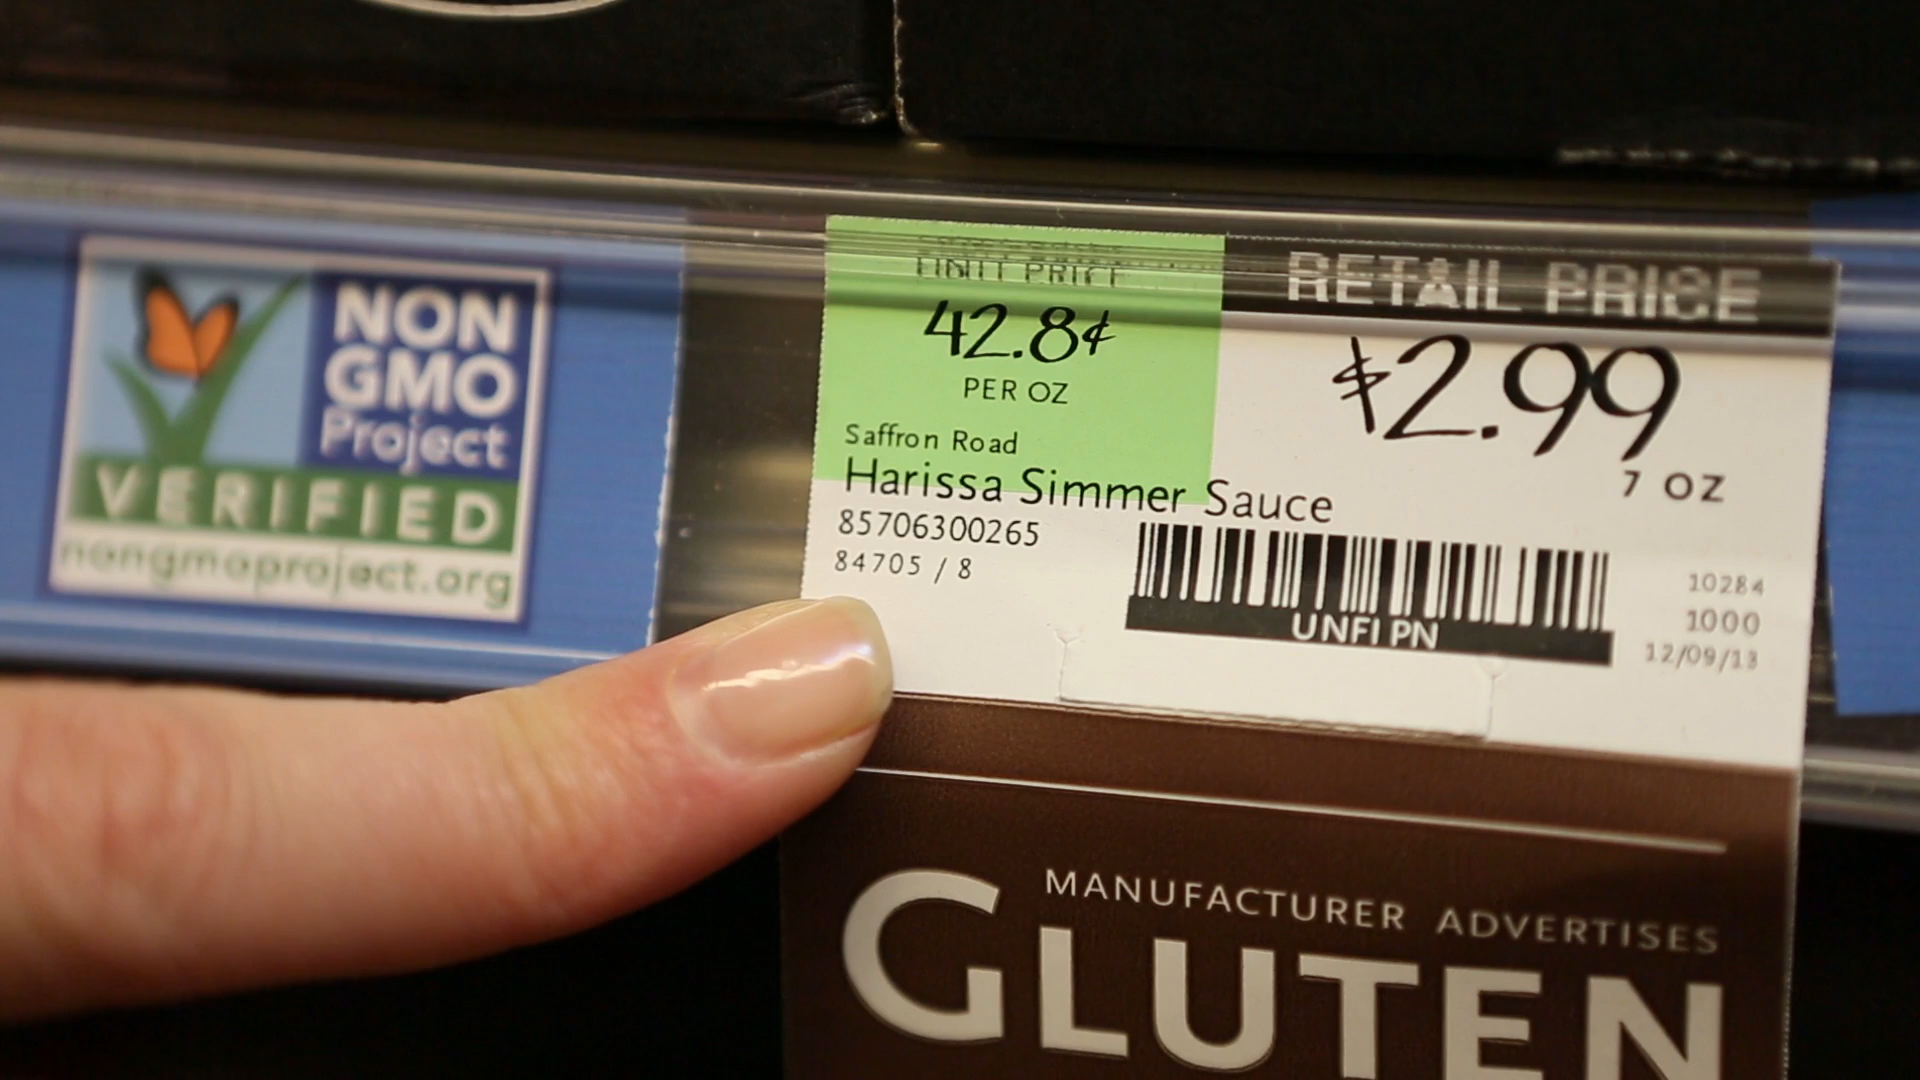 NON
GMO
Project
VERIFIED
nongmoproject.org
UNIT PRICE
42.8¢
PER OZ
RETAIL PRICE
$2.99
7 OZ
Saffron Road
Harissa Simmer Sauce
85706300265
84705 / 8
UNFI PN
10284
1000
12/09/13
MANUFACTURER ADVERTISES
GLUTEN